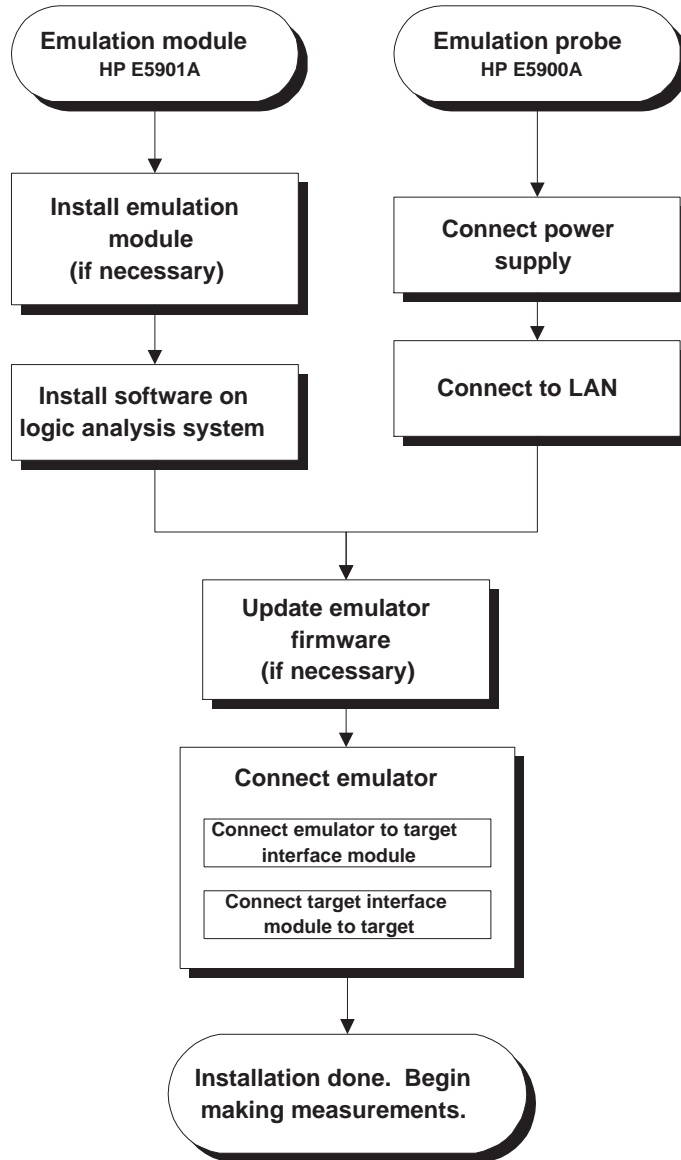 Emulation module
HP E5901A
Emulation probe
HP E5900A
Install emulation
module
(if necessary)
Connect power
supply
Install software on
logic analysis system
Connect to LAN
Update emulator
firmware
(if necessary)
Connect emulator
Connect emulator to target
interface module
Connect target interface
module to target
Installation done.  Begin
making measurements.